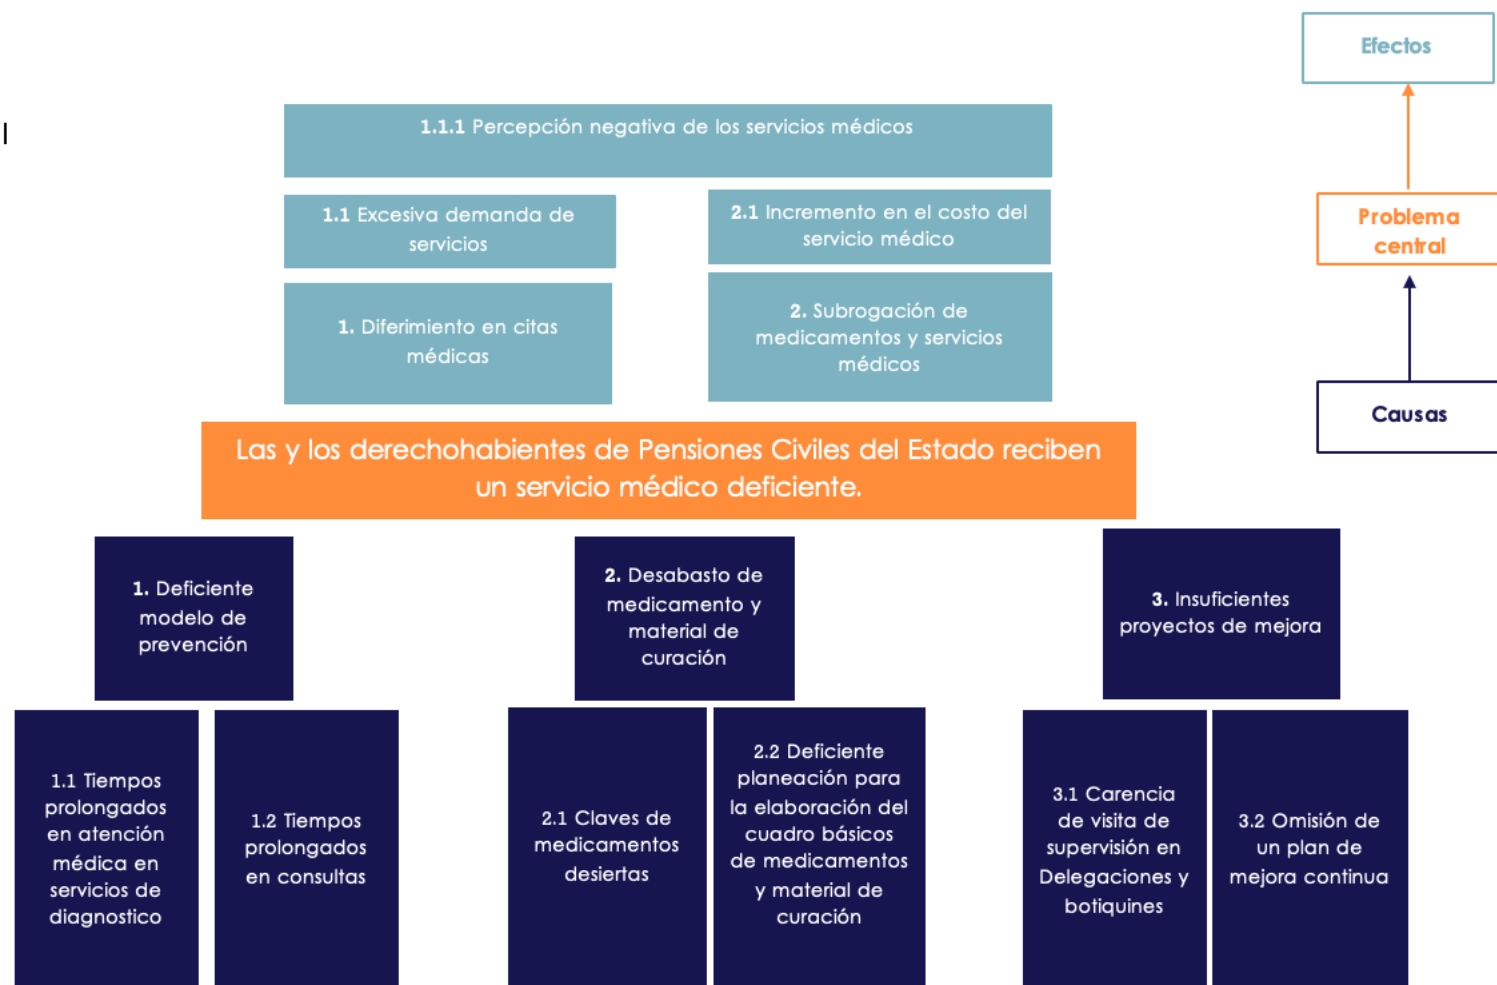 Efectos
l
1.1.1 Percepción negativa de los servicios médicos
1.1 Excesiva demanda de
servicios
2.1 Incremento en el costo del
servicio médico
Problema
central
1. Diferimiento en citas
médicas
2. Subrogación de
medicamentos y servicios
médicos
Causas
Las y los derechohabientes de Pensiones Civiles del Estado reciben
un servicio médico deficiente.
1. Deficiente
modelo de
prevención
2. Desabasto de
medicamento y
material de
curación
3. Insuficientes
proyectos de mejora
1.1 Tiempos
prolongados
en atención
médica en
servicios de
diagnostico
1.2 Tiempos
prolongados
en consultas
2.1 Claves de
medicamentos
desiertas
2.2 Deficiente
planeación para
la elaboración del
cuadro básicos
de medicamentos
y material de
curación
3.1 Carencia
de visita de
supervisión en
Delegaciones y
botiquines
3.2 Omisión de
un plan de
mejora continua